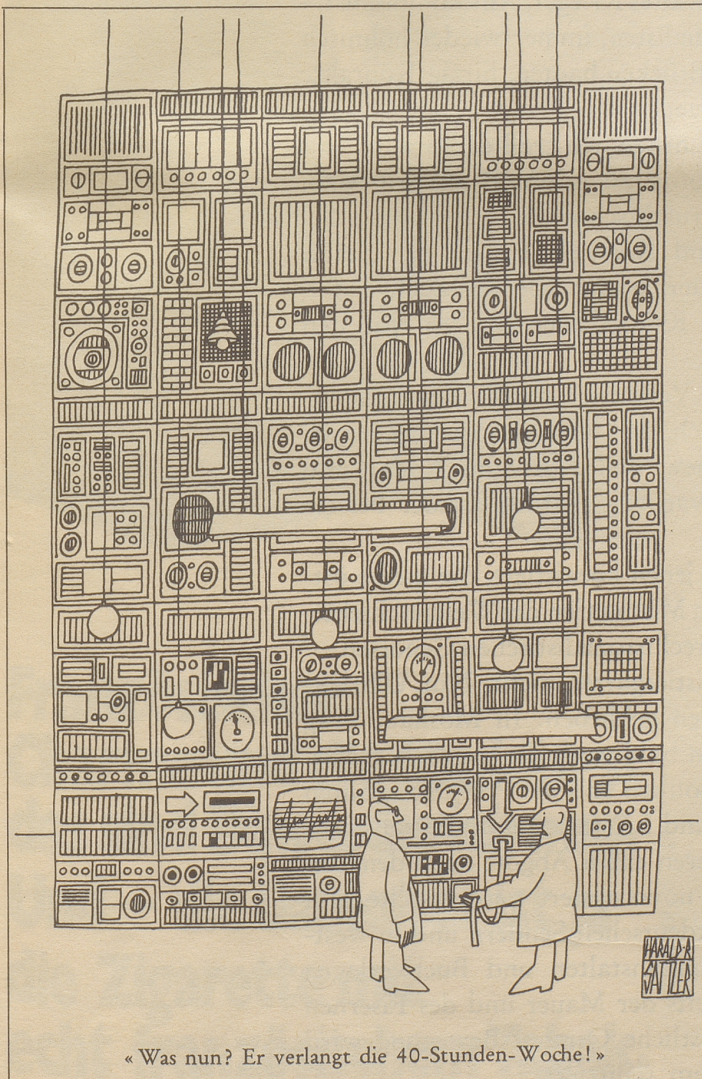 HARALD·R
SATTLER
« Was nun? Er verlangt die 40-Stunden-Woche! »